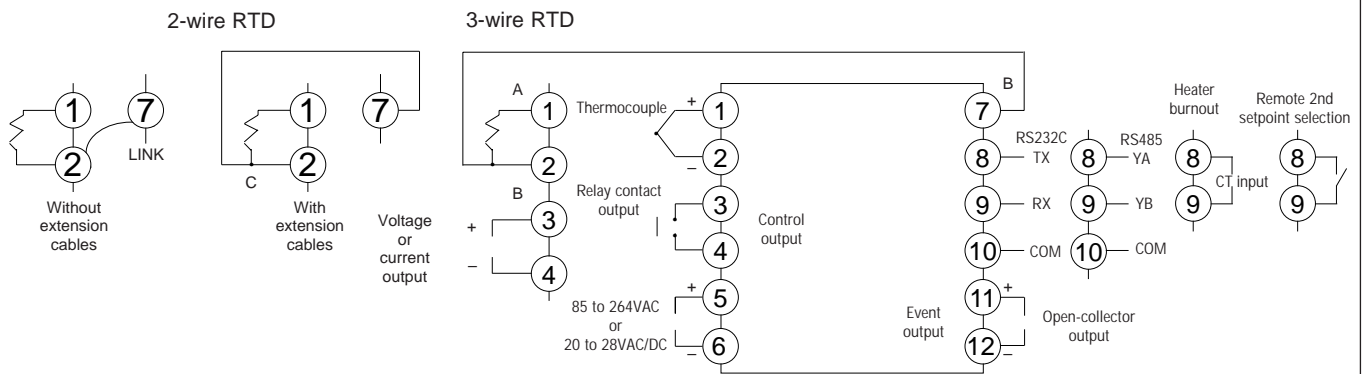 2-wire RTD
3-wire RTD
1
2
7
LINK
Without
extension
cables
1
2
7
C
With
extension
cables
A
1
2
B
Voltage
or
current
output
+
3
–
4
Thermocouple
+
1
2
–
Relay contact
output
3
4
Control
output
85 to 264VAC
or
20 to 28VAC/DC
+
5
–
6
7
B
RS232C
8
TX
9
RX
10
COM
Event
output
11
+
12
–
Open-collector
output
RS485
8
YA
9
YB
10
COM
Heater
burnout
8
CT input
9
Remote 2nd
setpoint selection
8
9